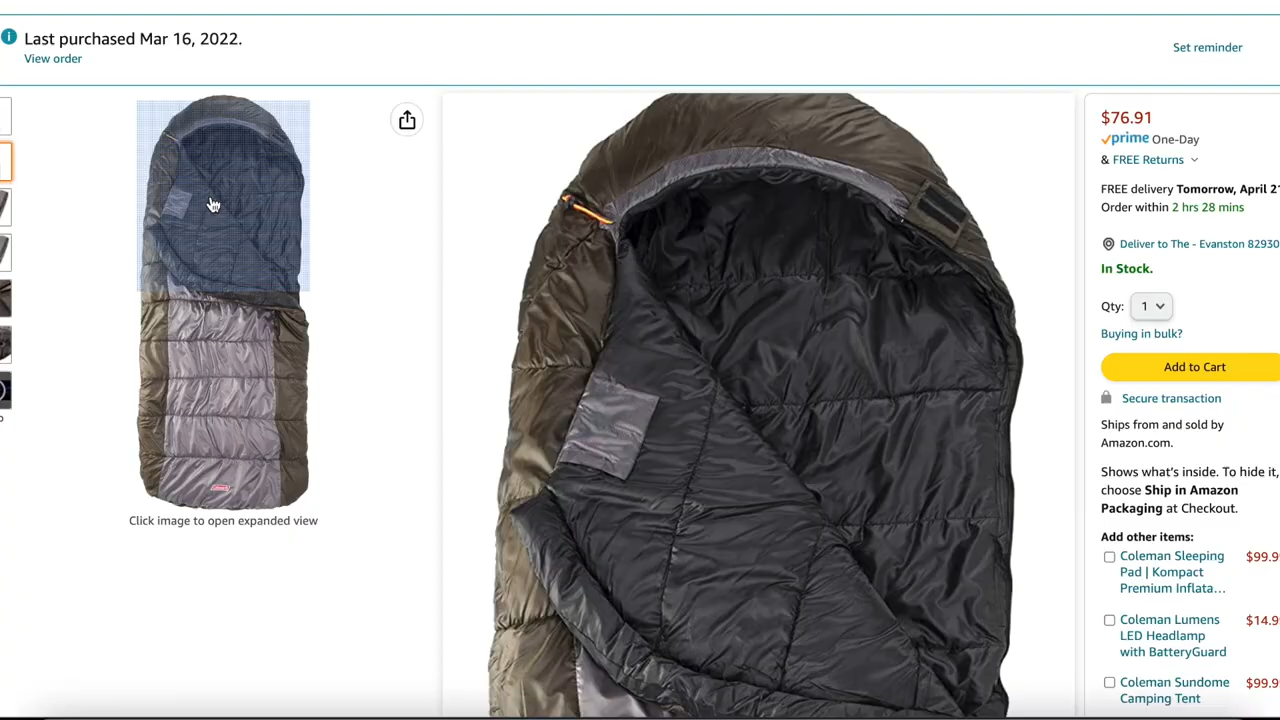 Last purchased Mar 16, 2022.
View order
Set reminder
Click image to open expanded view
$76.91
prime One-Day
& FREE Returns
FREE delivery Tomorrow, April 21
Order within 2 hrs 28 mins
Deliver to The - Evanston 82930
In Stock.
Qty: 1
Buying in bulk?
Add to Cart
Secure transaction
Ships from and sold by
Amazon.com.
Shows what's inside. To hide it,
choose Ship in Amazon
Packaging at Checkout.
Add other items:
Coleman Sleeping $99.9
Pad | Kompact
Premium Inflata…
Coleman Lumens $14.9
LED Headlamp
with BatteryGuard
Coleman Sundome $99.9
Camping Tent